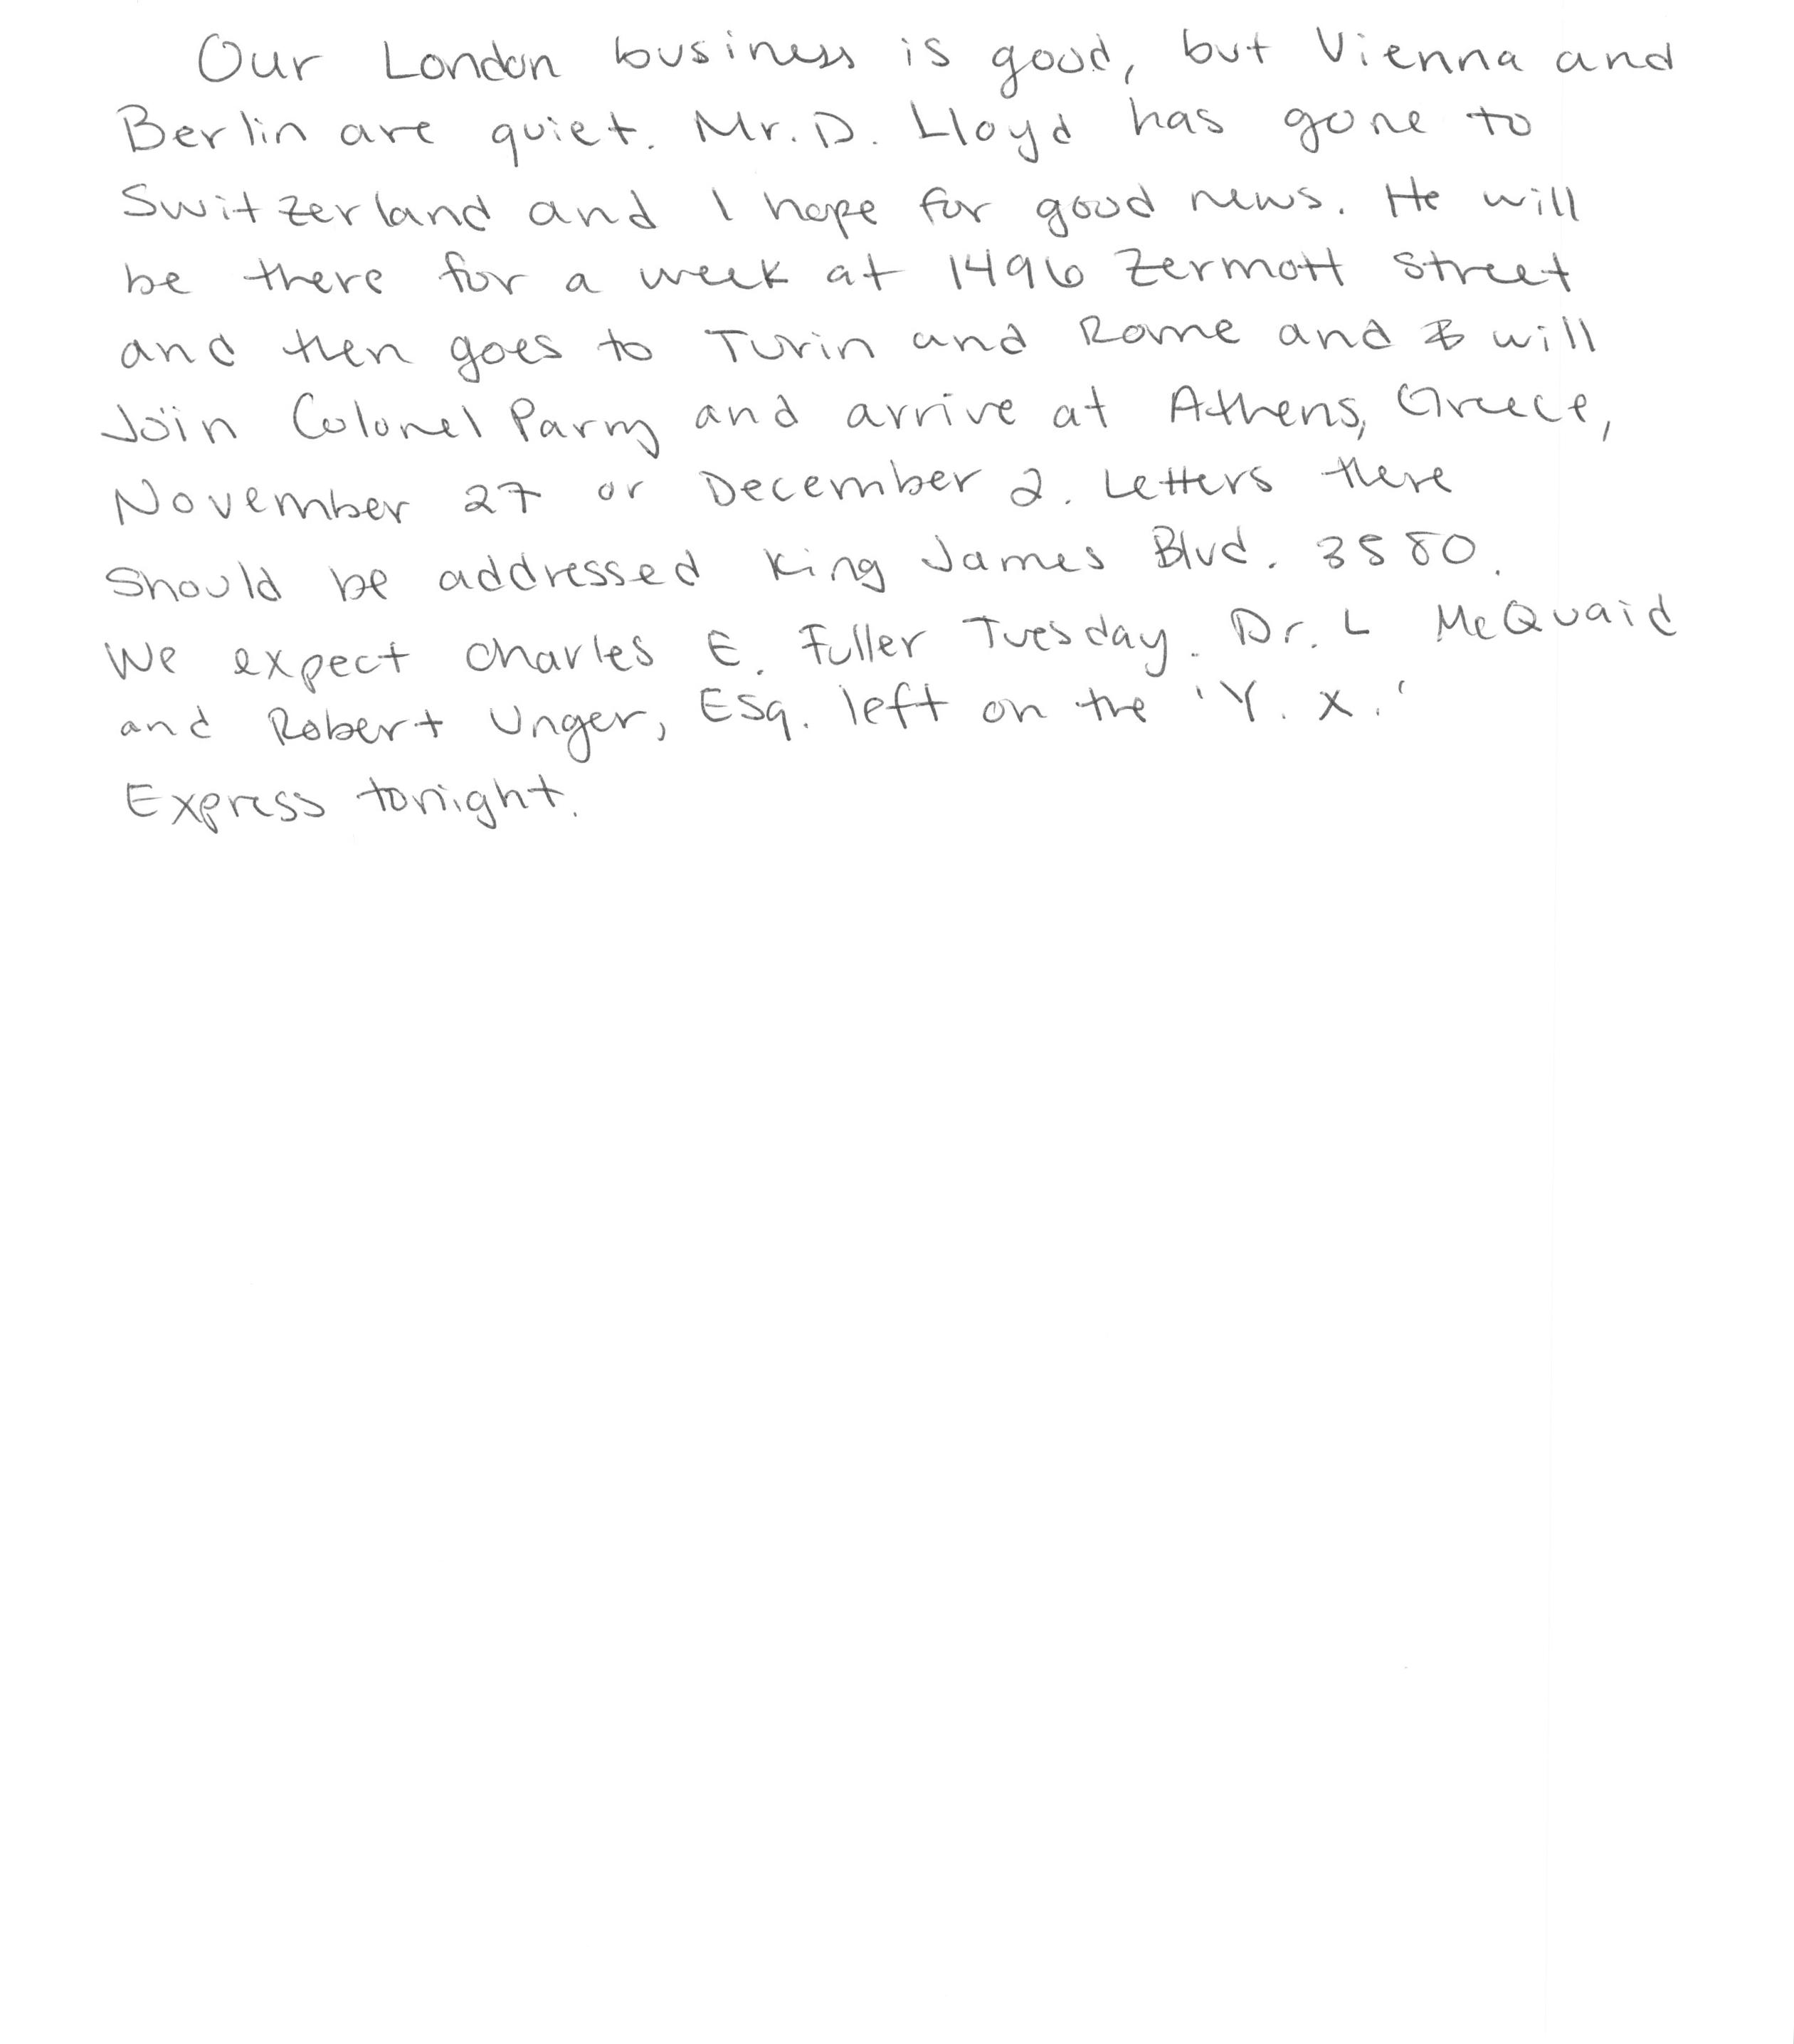 Our London business is good, but Vienna and
Berlin are quiet. Mr. D. Lloyd has gone to
Switzerland and I hope for good news. He will
be there for a week at 1496 Zermott Street
and then goes to Turin and Rome and will
Join Colonel Parry and arrive at Athens, Greece,
November 27 or December 2. Letters there
Should be addressed King James Blvd. 3580.
We expect Charles E. Fuller Tuesday. Dr. L McQuaid
and Robert Unger, Esq. left on the 'Y. X.'
Express tonight.